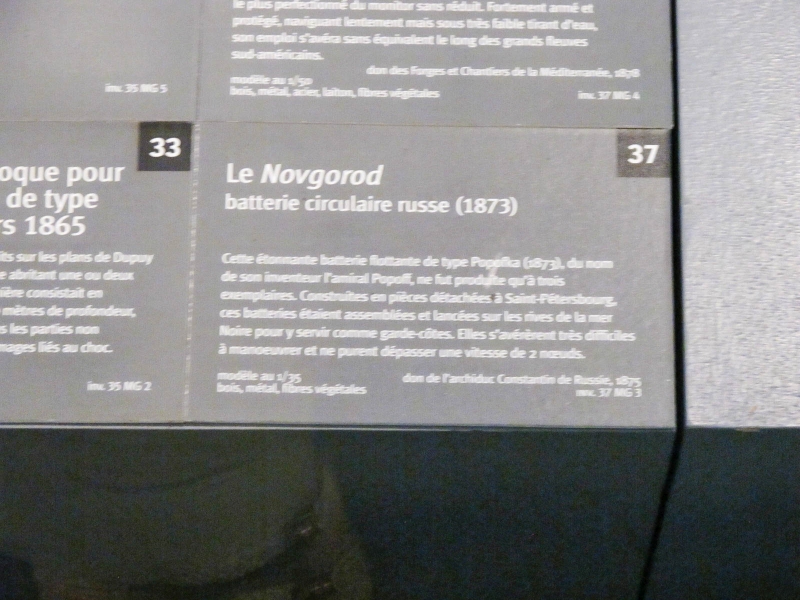 le plus perfectionné du monitor sans réduit. Fortement armé et
protégé, naviguant lentement mais sous très faible tirant d'eau,
son emploi s'avéra sans équivalent le long des grands fleuves
sud-américains.
don des Forges et Chantiers de la Méditerranée, 1878
modèle au 1/50
bois, métal, acier, laiton, fibres végétales
inv. 37 MG 4
inv. 35 MG 5
33
oque pour
de type
rs 1865
its sur les plans de Dupuy
e abritant une ou deux
ière consistait en
mètres de profondeur,
s les parties non
mages liés au choc.
inv. 35 MG 2
37
Le Novgorod
batterie circulaire russe (1873)
Cette étonnante batterie flottante de type Popofka (1873), du nom
de son inventeur l'amiral Popoff, ne fut produite qu'à trois
exemplaires. Construites en pièces détachées à Saint-Pétersbourg,
ces batteries étaient assemblées et lancées sur les rives de la mer
Noire pour y servir comme garde-côtes. Elles s'avérèrent très difficiles
à manoeuvrer et ne purent dépasser une vitesse de 2 nœuds.
modèle au 1/35
bois, métal, fibres végétales
don de l'archiduc Constantin de Russie, 1875
inv. 37 MG 3